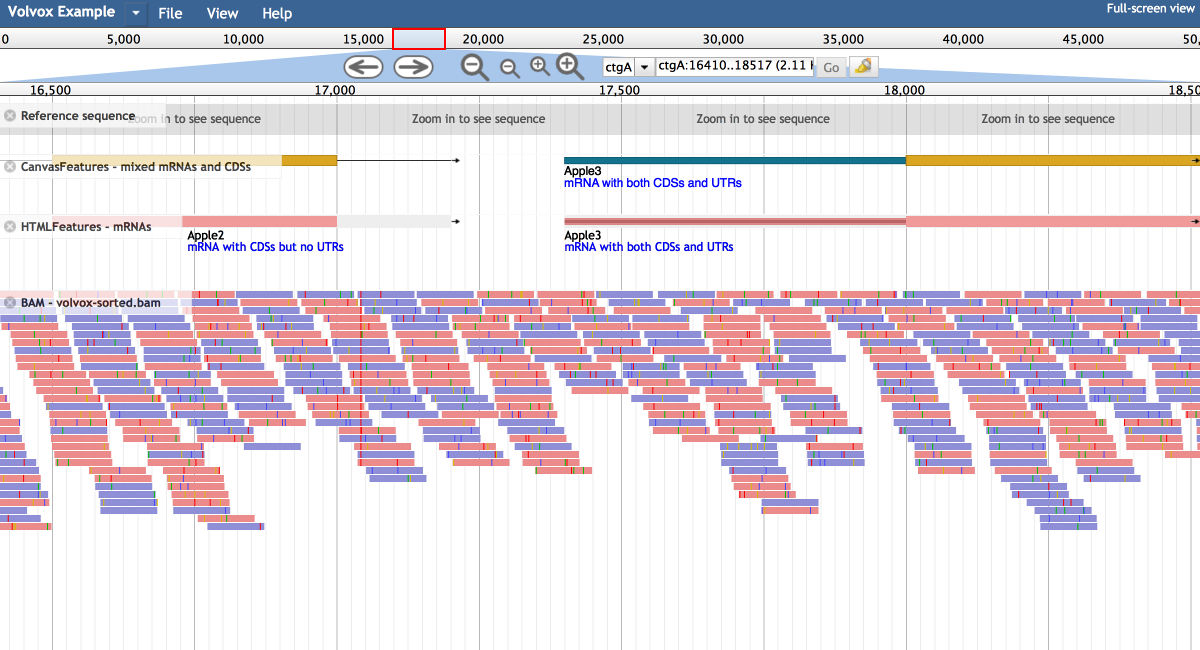 Volvox Example File View Help Full-screen view
0 5,000 10,000 15,000 20,000 25,000 30,000 35,000 40,000 45,000 50,
ctgA ctgA:16410..18517 (2.11 Go
16,500 17,000 17,500 18,000 18,50
Reference sequence Zoom in to see sequence Zoom in to see sequence Zoom in to see sequence Zoom in to see sequence
CanvasFeatures - mixed mRNAs and CDSs
Apple3
mRNA with both CDSs and UTRs
HTMLFeatures - mRNAs
Apple2 Apple3
mRNA with CDSs but no UTRs mRNA with both CDSs and UTRs
BAM - volvox-sorted.bam